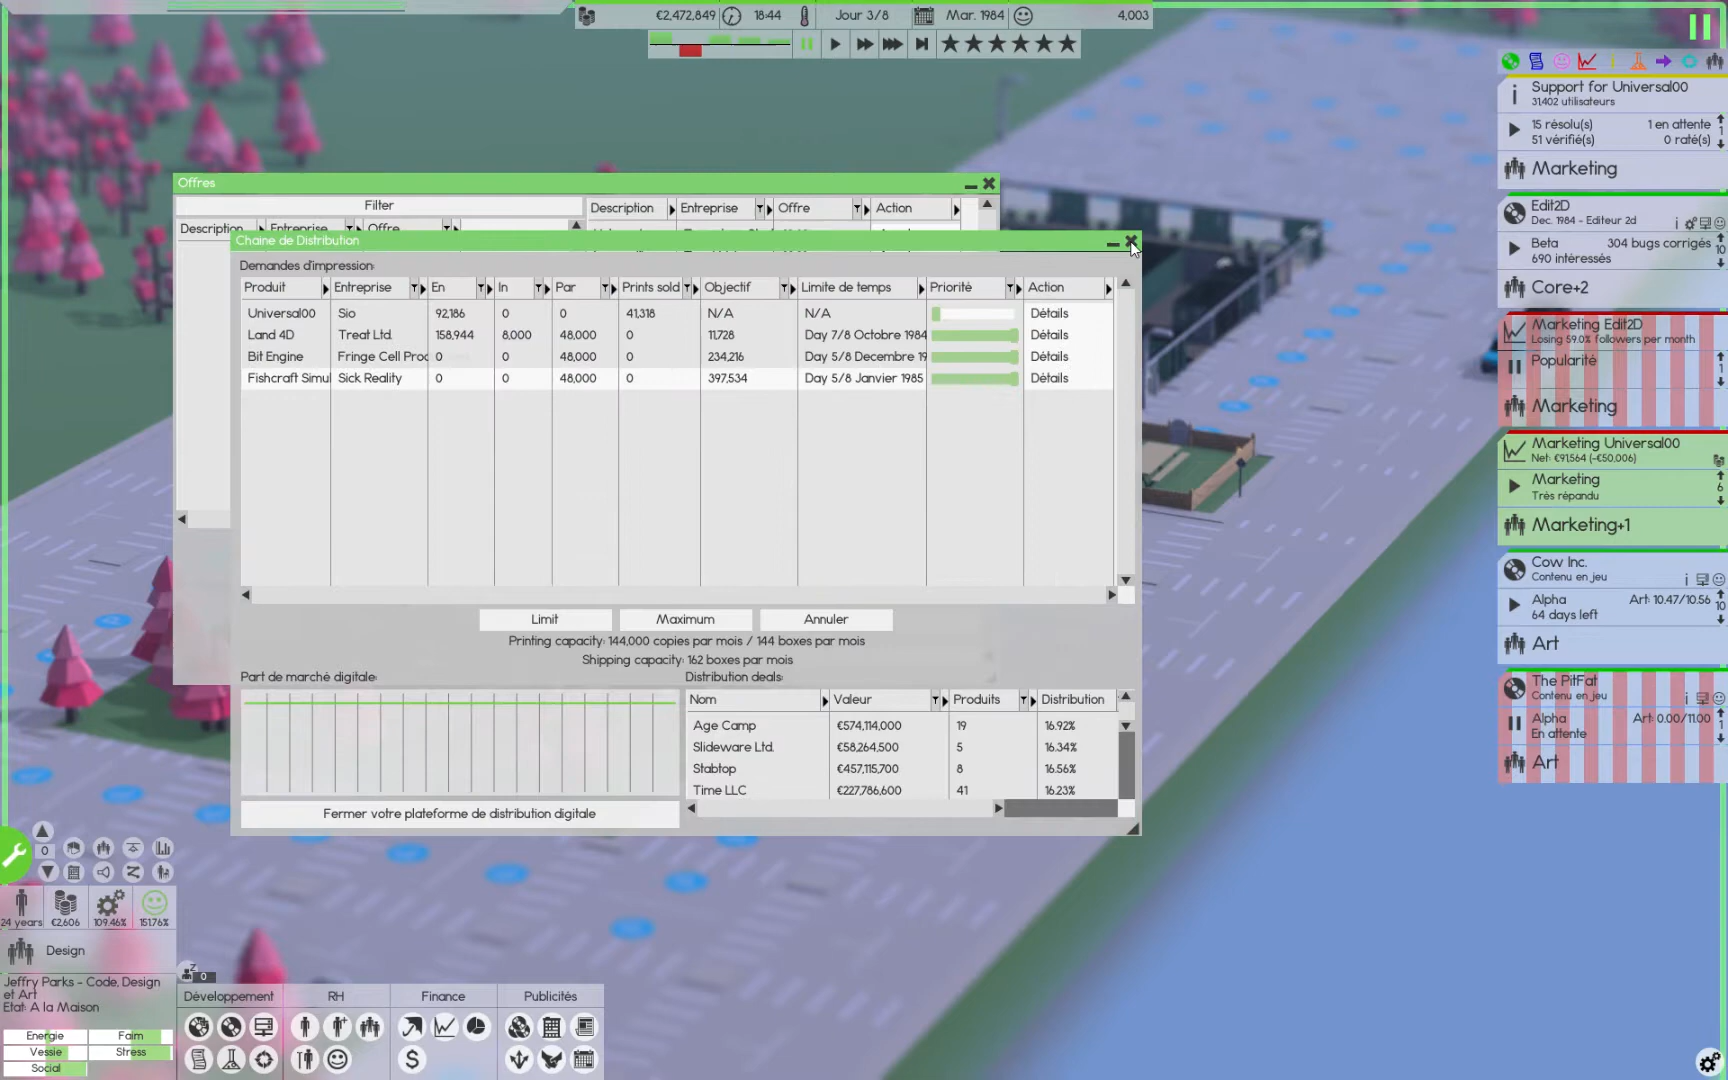 €2,472,849 18:44 Jour 3/8 Mar. 1984 4,003
Support for Universal00
31,402 utilisateurs
15 résolu(s) 1 en attente
51 vérifié(s) 0 raté(s)
1
Marketing
Edit2D
Dec. 1984 - Editeur 2d
Beta 304 bugs corrigés
690 intéressés
10
Core+2
Marketing Edit2D
Losing 59.0% followers per month
Popularité
1
Marketing
Marketing Universal00
Net: €91,564 (-€50,006)
Marketing
Très répandu
6
Marketing+1
Cow Inc.
Contenu en jeu
Alpha Art: 10.47/10.56
64 days left
10
Art
The PitFat
Contenu en jeu
Alpha Art: 0.00/11.00
En attente
1
Art
Offres
Filter
Description Entreprise Offre
Description Entreprise Offre Action
Chaine de Distribution
Demandes d'impression:
Produit Entreprise En In Par Prints sold Objectif Limite de temps Priorité Action
Universal00 Sio 92,186 0 0 41,318 N/A N/A Détails
Land 4D Treat Ltd. 158,944 8,000 48,000 0 11,728 Day 7/8 Octobre 1984 Détails
Bit Engine Fringe Cell Proc 0 0 48,000 0 234,216 Day 5/8 Decembre 19 Détails
Fishcraft Simul Sick Reality 0 0 48,000 0 397,534 Day 5/8 Janvier 1985 Détails
Limit Maximum Annuler
Printing capacity: 144,000 copies par mois / 144 boxes par mois
Shipping capacity: 162 boxes par mois
Part de marché digitale:
Distribution deals:
Nom Valeur Produits Distribution
Age Camp €574,114,000 19 16.92%
Slideware Ltd. €58,264,500 5 16.34%
Stabtop €457,115,700 8 16.56%
Time LLC €227,786,600 41 16.23%
Fermer votre plateforme de distribution digitale
0
24 years €2,606 109.46% 151.76%
Design
Jeffry Parks - Code, Design
et Art
Etat: A la Maison
Energie Faim
Vessie Stress
Social
0
Développement RH Finance Publicités